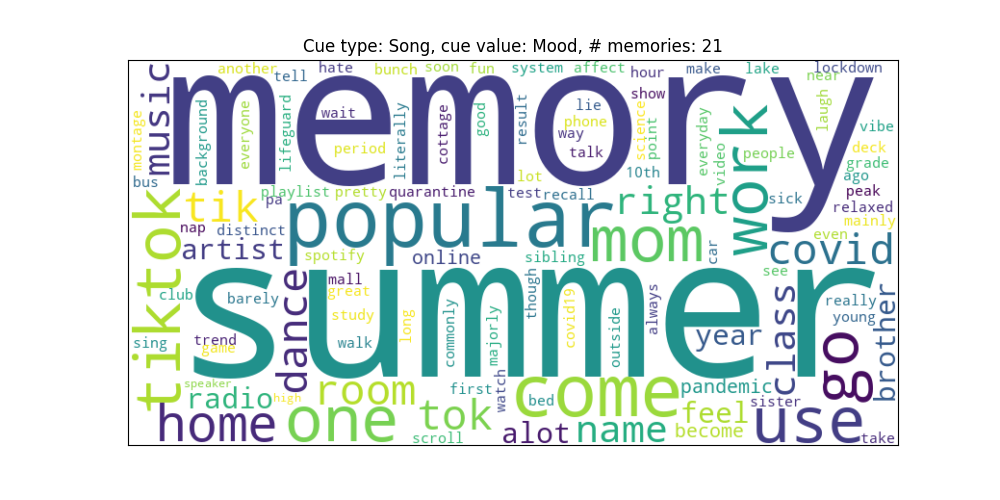 Cue type: Song, cue value: Mood, # memories: 21
another hate bunch soon fun system affect hour make lake lockdown
tell show near
music memory
montage background everyone lifeguard wait period literally cottage good result lie phone way talk science point everyday video work people laugh vibe
deck
grade
bus lot 10th ago
tiktok tik playlist pretty quarantine test recall right sick peak
pa relaxed
nap distinct popular mom mainly
artist spotify online sibling car covid even
club barely mall great though covid19 always see really
summer
study young
sing trend game dance walk long commonly majorly outside year class go brother
speaker radio high room first watch come bed pandemic sister
home one tok feel use
scroll alot name become take